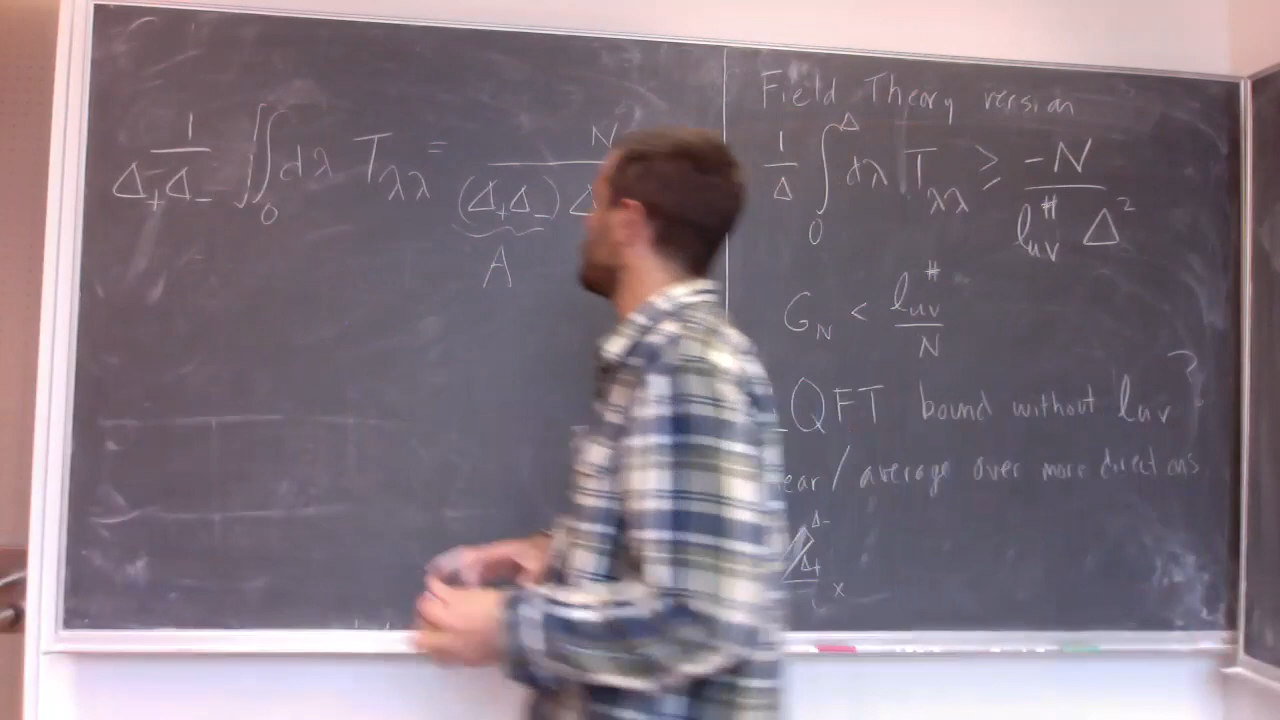 1
Δ₊Δ₋ ∬₀ dλ T_λλ =
N
(Δ₊Δ₋) Δ
A
Field Theory version
1/Δ ∫₀^Δ dλ T_λλ ≥ -N / l_uv^# Δ²
G_N < l_uv^# / N
QFT bound without l_uv ?
average over more directions
Δ₋
Δ₊
x